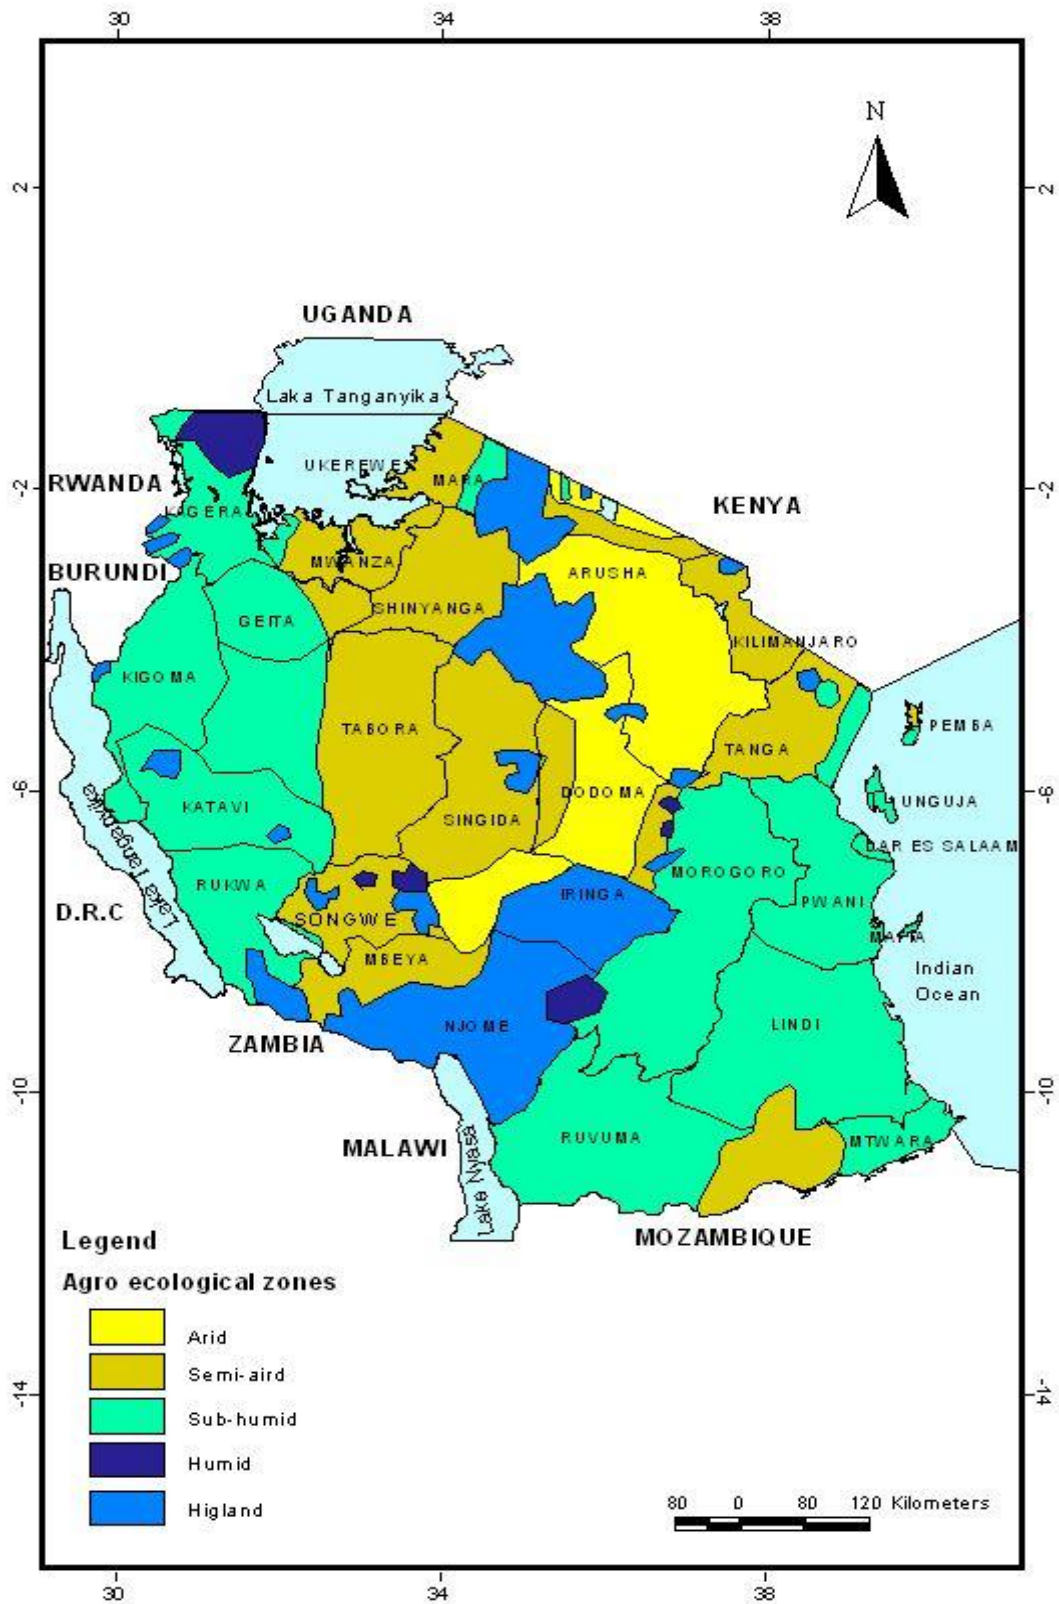 30 34 38
N
2 2
UGANDA
Laka Tanganyika
UKEREWE
RWANDA
MARA
-2 -2
KENYA
KIGERA
MWANZA
BURUNDI
ARUSHA
SHINYANGA
GEITA
KILIMANJARO
KIGOMA
TABORA
PEMBA
TANGA
-6 -6
DODOMA
UNGUJA
KATAVI
SINGIDA
DAR ES SALAAM
Lake Tanganyika
MOROGORO
RUKWA
IRINGA
PWANI
D.R.C
SONGWE
MAFIA
MBEYA
Indian
Ocean
NJOME
LINDI
ZAMBIA
-10 -10
RUVUMA
MTWARA
MALAWI
Lake Nyasa
MOZAMBIQUE
Legend
Agro ecological zones
Arid
Semi-aird
-14 -14
Sub-humid
Humid
Higland
80 0 80 120 Kilometers
30 34 38